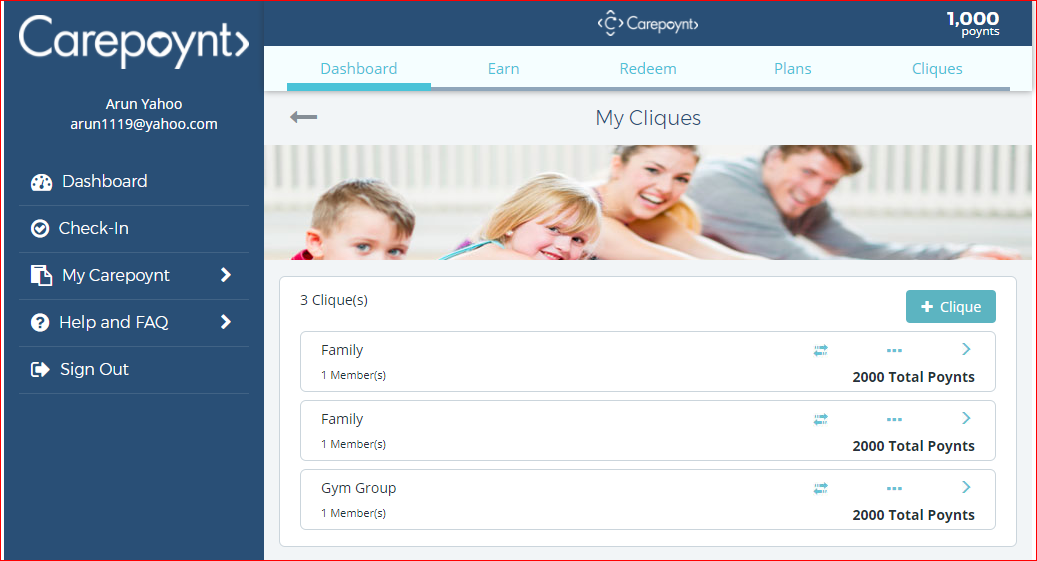 Carepoynt
Arun Yahoo
arun1119@yahoo.com
Dashboard
Check-In
My Carepoynt
Help and FAQ
Sign Out
C Carepoynt
1,000
poynts
Dashboard Earn Redeem Plans Cliques
My Cliques
3 Clique(s)
+ Clique
Family
1 Member(s)
2000 Total Poynts
Family
1 Member(s)
2000 Total Poynts
Gym Group
1 Member(s)
2000 Total Poynts